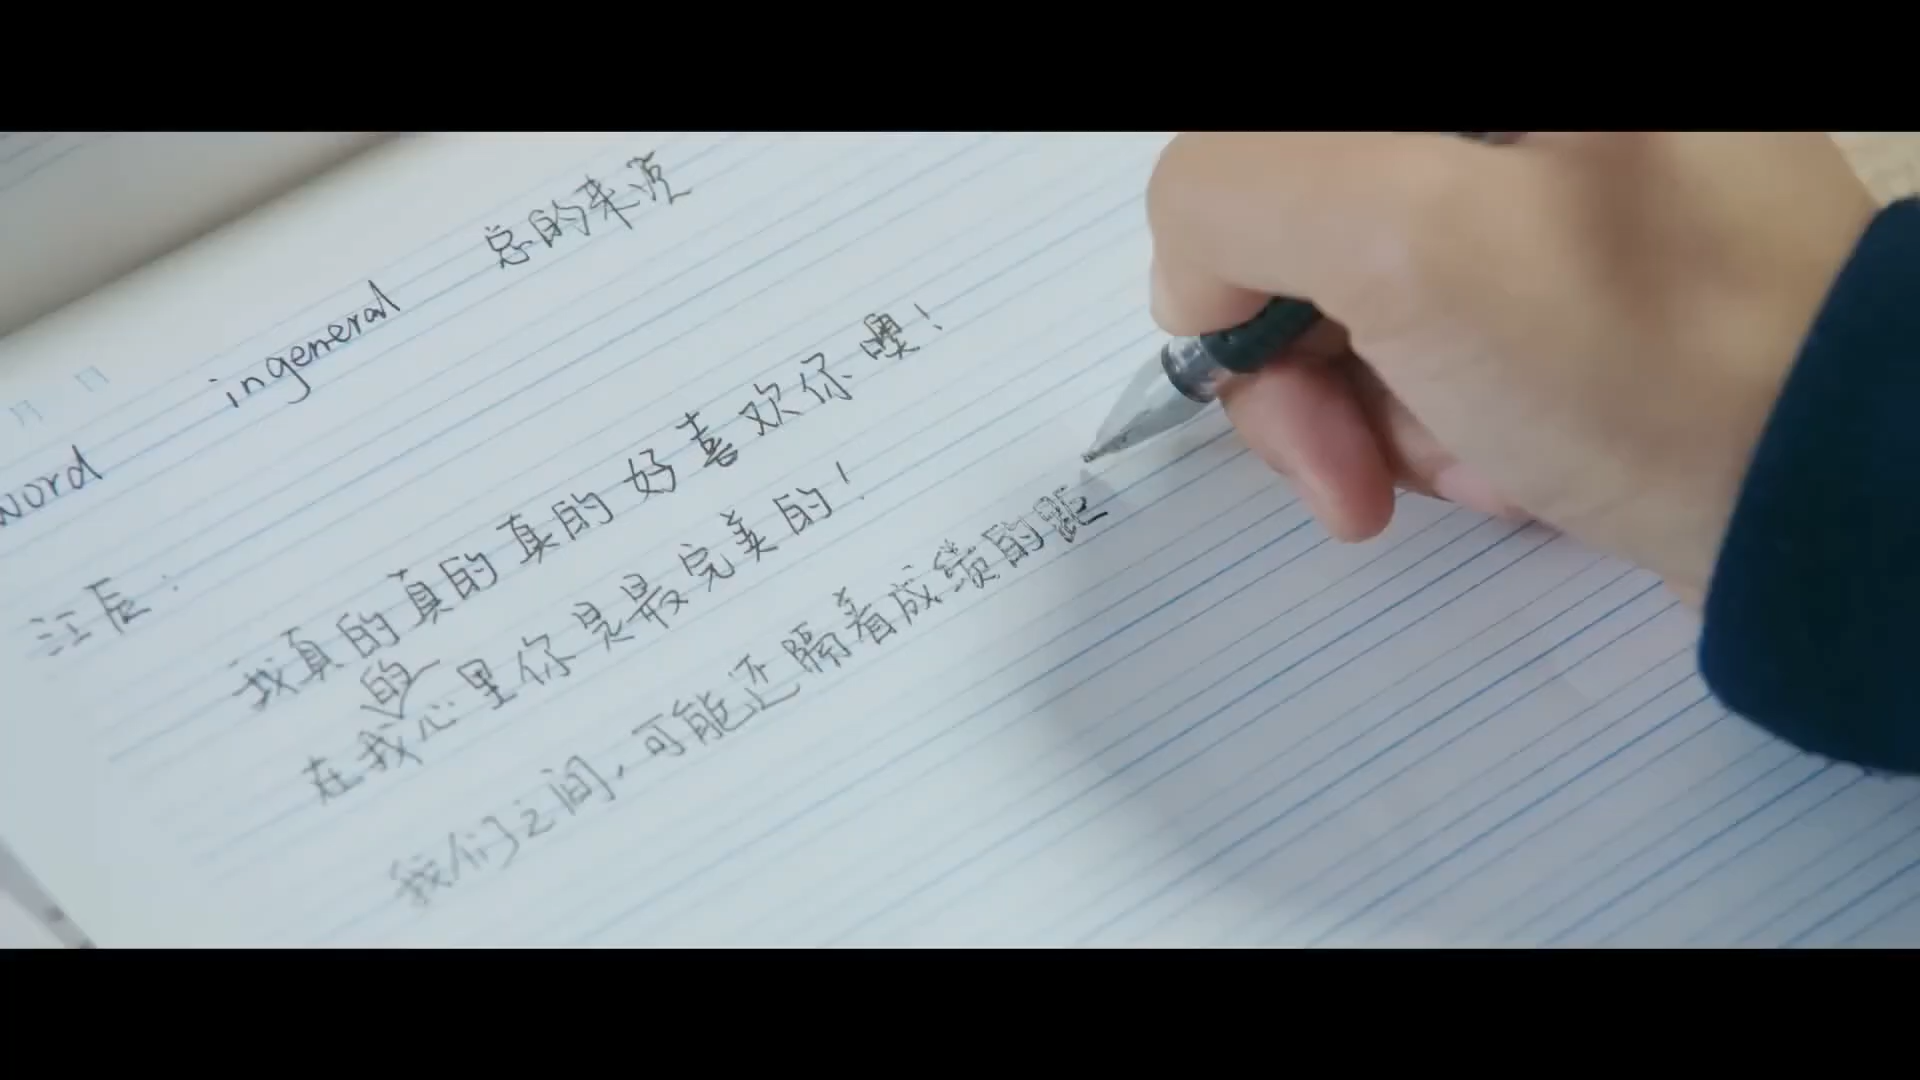 word ingeneral 总的来说
月 日
江辰:
我真的真的真的好喜欢你噢!
在我的心里你是最完美的!
我们之间,可能还隔着成绩的距